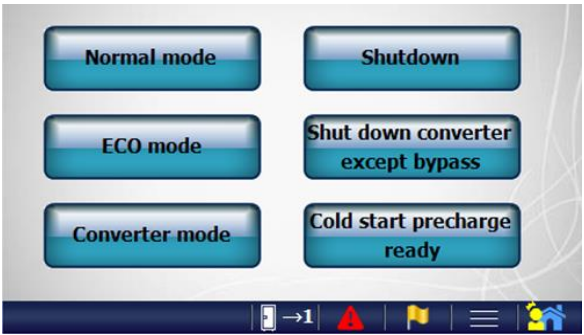 Normal mode
Shutdown
ECO mode
Shut down converter
except bypass
Converter mode
Cold start precharge
ready
→1